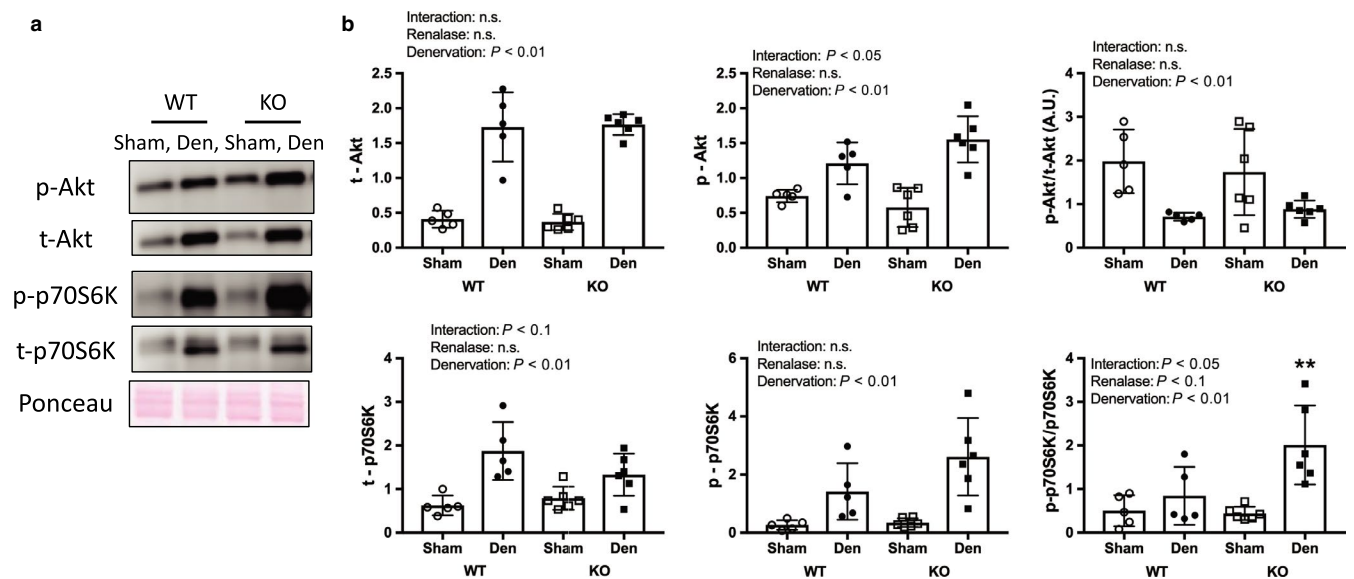 a
WT KO
Sham, Den, Sham, Den
p-Akt
t-Akt
p-p70S6K
t-p70S6K
Ponceau
b
Interaction: n.s.
Renalase: n.s.
Denervation: P < 0.01
2.5
2.0
1.5
1.0
0.5
0.0
t - Akt
Sham Den Sham Den
WT KO
Interaction: P < 0.05
Renalase: n.s.
Denervation: P < 0.01
2.5
2.0
1.5
1.0
0.5
0.0
p - Akt
Sham Den Sham Den
WT KO
Interaction: n.s.
Renalase: n.s.
Denervation: P < 0.01
4
3
2
1
0
p-Akt/t-Akt (A.U.)
Sham Den Sham Den
WT KO
Interaction: P < 0.1
Renalase: n.s.
Denervation: P < 0.01
4
3
2
1
0
t - p70S6K
Sham Den Sham Den
WT KO
Interaction: n.s.
Renalase: n.s.
Denervation: P < 0.01
6
4
2
0
p - p70S6K
Sham Den Sham Den
WT KO
Interaction: P < 0.05
Renalase: P < 0.1
Denervation: P < 0.01
**
4
3
2
1
0
p-p70S6K/p70S6K
Sham Den Sham Den
WT KO